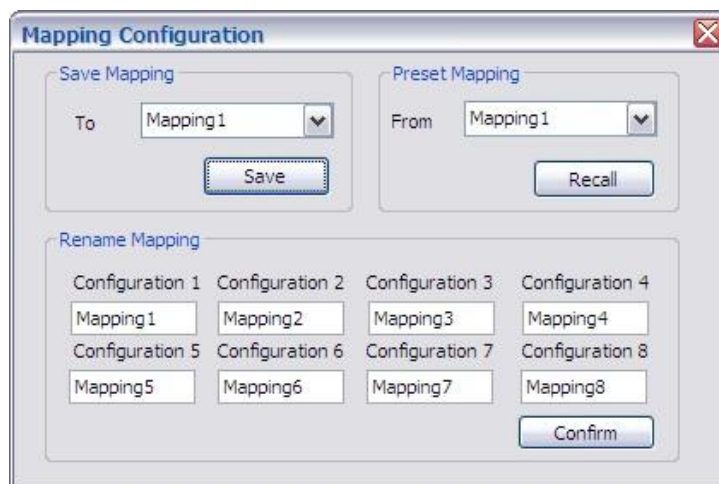 Mapping Configuration
Save Mapping
To
Mapping1
Save
Preset Mapping
From
Mapping1
Recall
Rename Mapping
Configuration 1 Configuration 2 Configuration 3 Configuration 4
Mapping1 Mapping2 Mapping3 Mapping4
Configuration 5 Configuration 6 Configuration 7 Configuration 8
Mapping5 Mapping6 Mapping7 Mapping8
Confirm